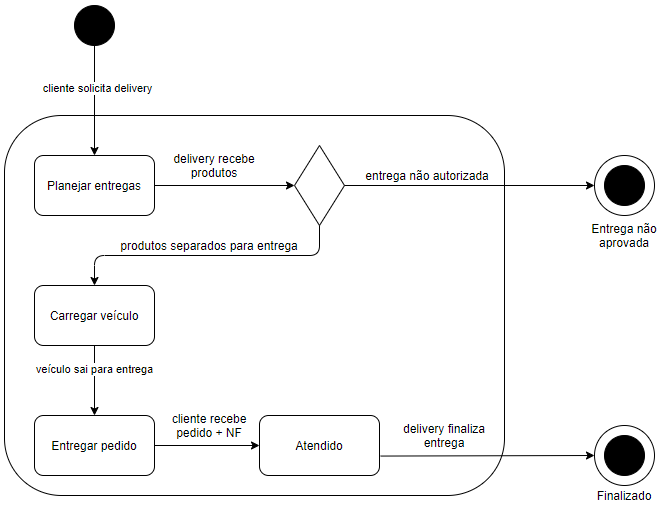 cliente solicita delivery
Planejar entregas
delivery recebe
produtos
entrega não autorizada
Entrega não
aprovada
produtos separados para entrega
Carregar veículo
veículo sai para entrega
Entregar pedido
cliente recebe
pedido + NF
Atendido
delivery finaliza
entrega
Finalizado